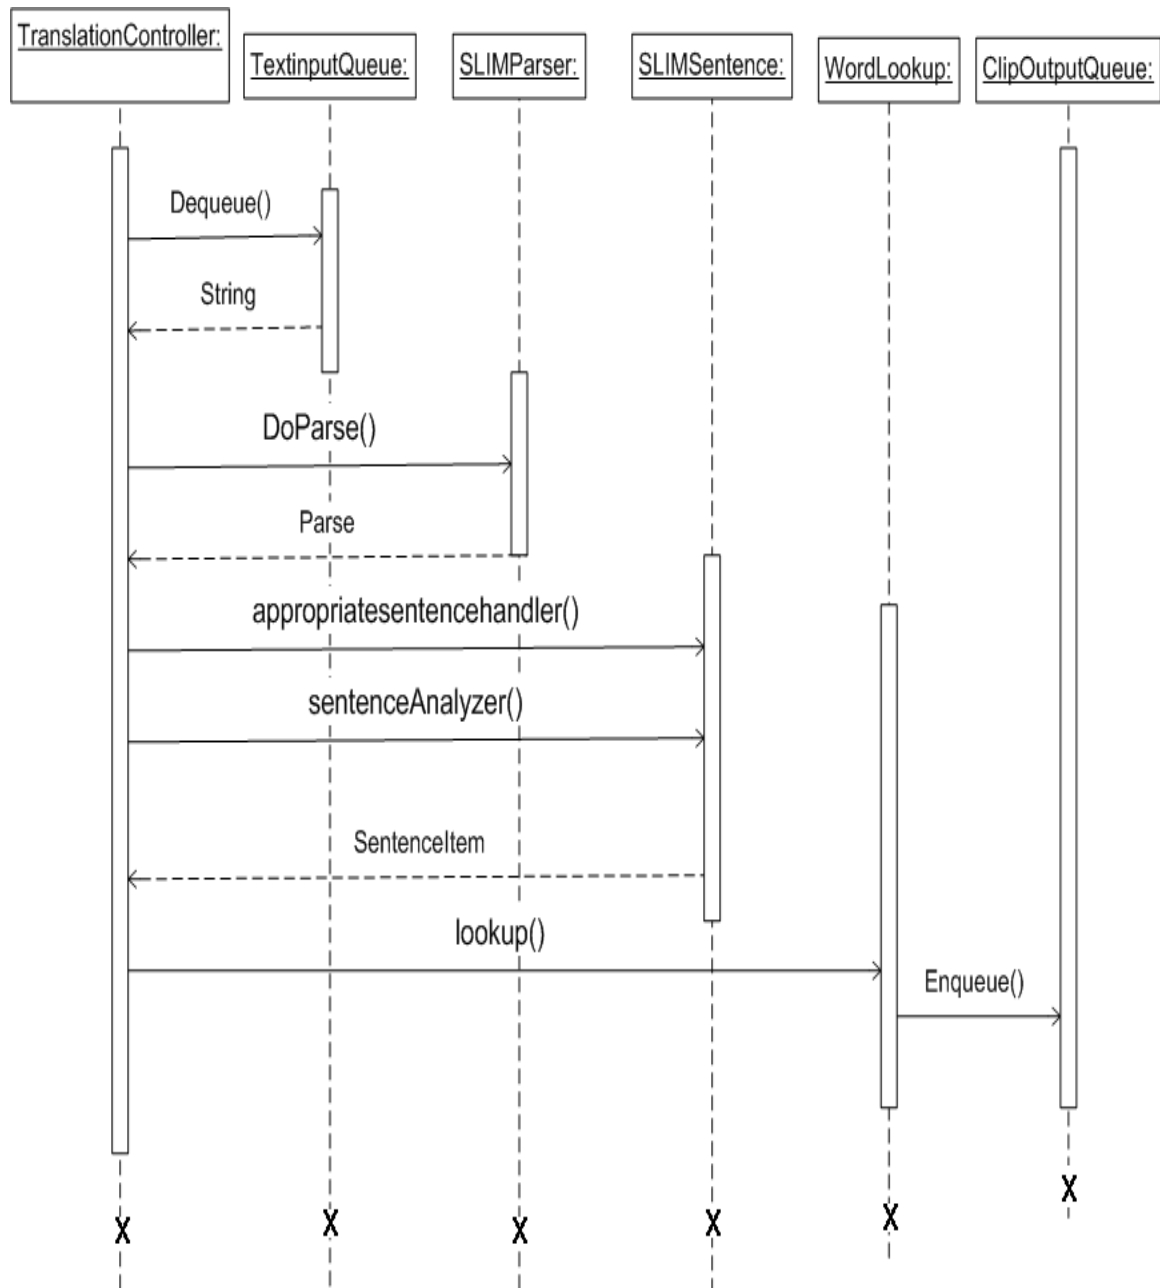 TranslationController:
TextinputQueue:
SLIMParser:
SLIMSentence:
WordLookup:
ClipOutputQueue:
Dequeue()
String
DoParse()
Parse
appropriatesentencehandler()
sentenceAnalyzer()
SentenceItem
lookup()
Enqueue()
X X X X X X